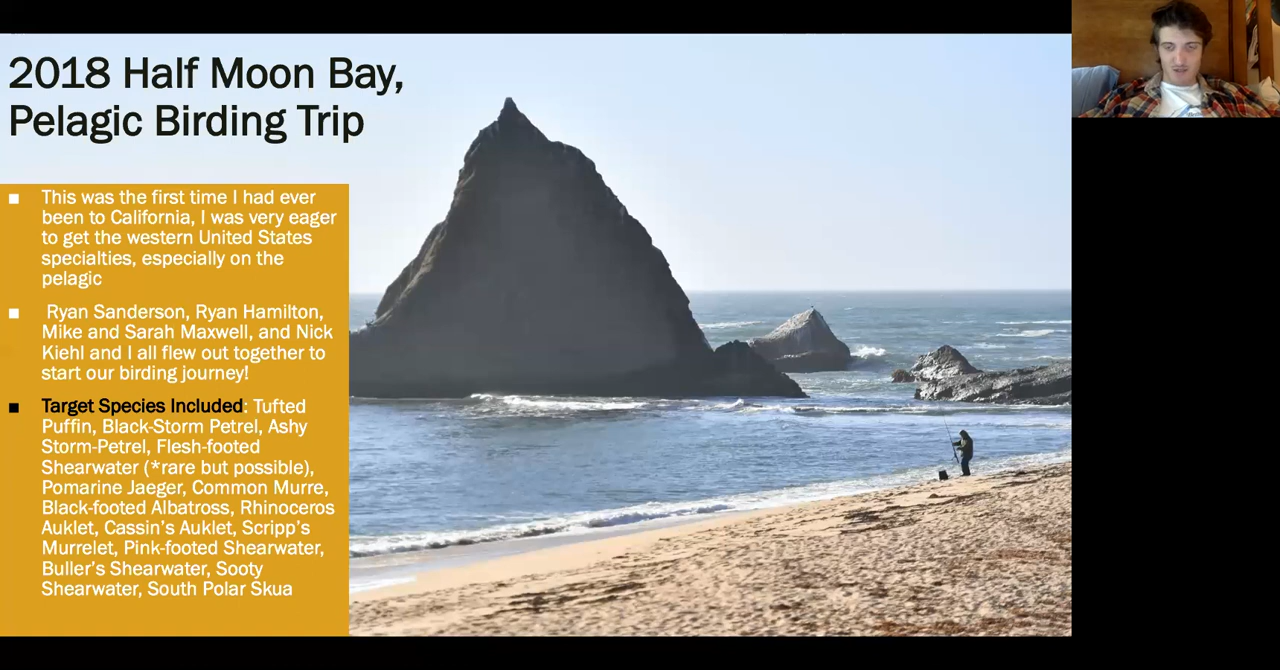 2018 Half Moon Bay,
Pelagic Birding Trip
This was the first time I had ever
been to California, I was very eager
to get the western United States
specialties, especially on the
pelagic
Ryan Sanderson, Ryan Hamilton,
Mike and Sarah Maxwell, and Nick
Kiehl and I all flew out together to
start our birding journey!
Target Species Included: Tufted
Puffin, Black-Storm Petrel, Ashy
Storm-Petrel, Flesh-footed
Shearwater (*rare but possible),
Pomarine Jaeger, Common Murre,
Black-footed Albatross, Rhinoceros
Auklet, Cassin's Auklet, Scripp's
Murrelet, Pink-footed Shearwater,
Buller's Shearwater, Sooty
Shearwater, South Polar Skua